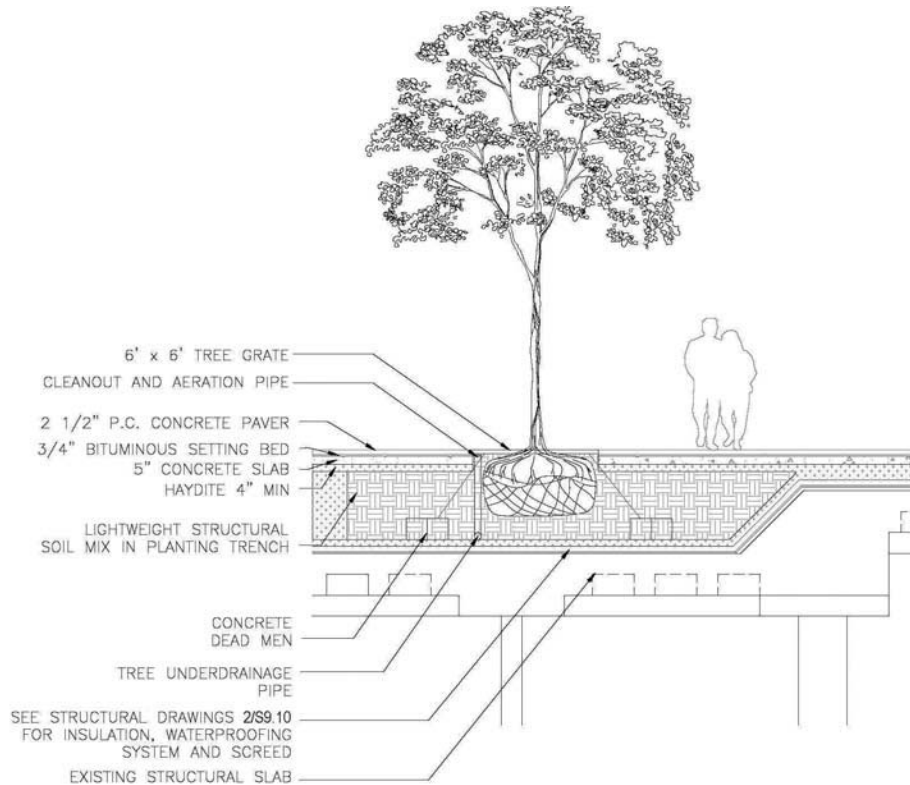 6' x 6' TREE GRATE
CLEANOUT AND AERATION PIPE
2 1/2" P.C. CONCRETE PAVER
3/4" BITUMINOUS SETTING BED
5" CONCRETE SLAB
HAYDITE 4" MIN
LIGHTWEIGHT STRUCTURAL
SOIL MIX IN PLANTING TRENCH
CONCRETE
DEAD MEN
TREE UNDERDRAINAGE
PIPE
SEE STRUCTURAL DRAWINGS 2/S9.10
FOR INSULATION, WATERPROOFING
SYSTEM AND SCREED
EXISTING STRUCTURAL SLAB